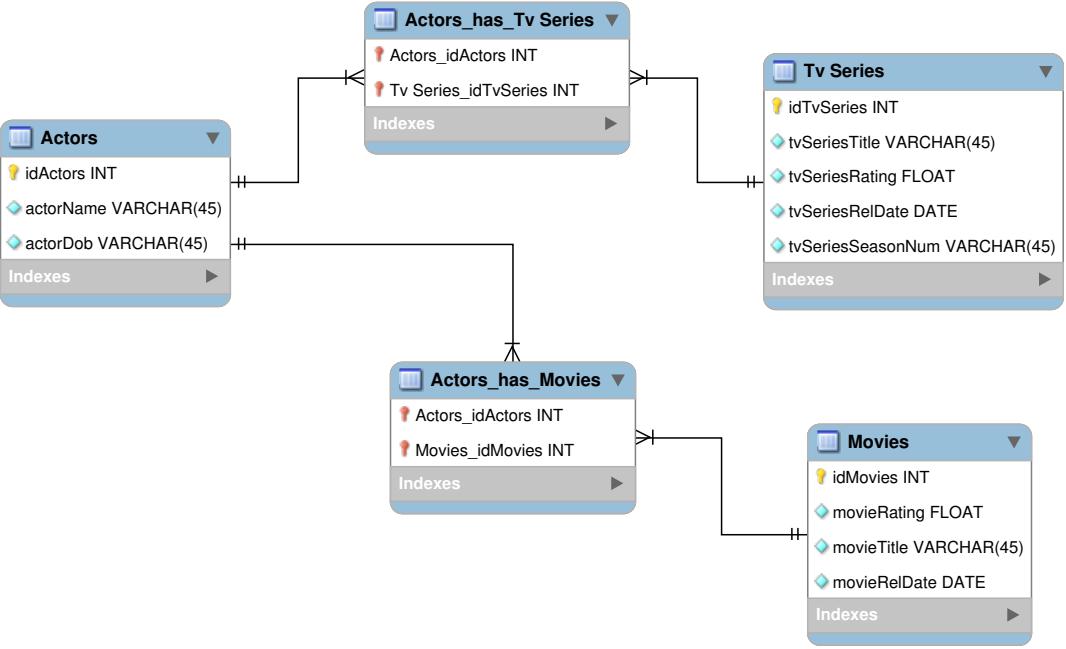 Actors_has_Tv Series
Actors_idActors INT
Tv Series_idTvSeries INT
Indexes
Tv Series
idTvSeries INT
tvSeriesTitle VARCHAR(45)
tvSeriesRating FLOAT
tvSeriesRelDate DATE
tvSeriesSeasonNum VARCHAR(45)
Indexes
Actors
idActors INT
actorName VARCHAR(45)
actorDob VARCHAR(45)
Indexes
Actors_has_Movies
Actors_idActors INT
Movies_idMovies INT
Indexes
Movies
idMovies INT
movieRating FLOAT
movieTitle VARCHAR(45)
movieRelDate DATE
Indexes